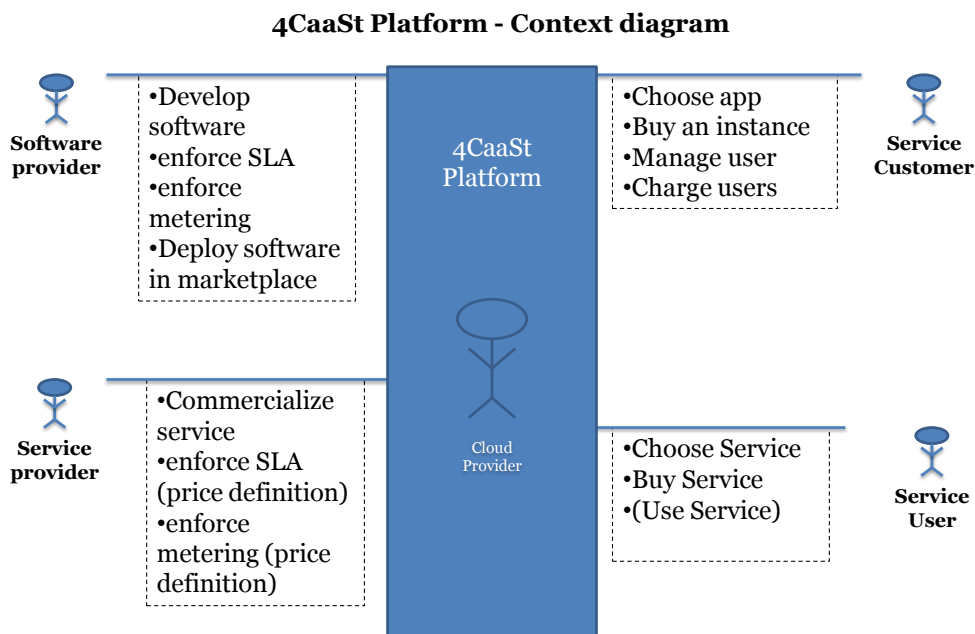 4CaaSt Platform - Context diagram
Software
provider
•Develop
software
•enforce SLA
•enforce
metering
•Deploy software
in marketplace
4CaaSt
Platform
•Choose app
•Buy an instance
•Manage user
•Charge users
Service
Customer
Service
provider
•Commercialize
service
•enforce SLA
(price definition)
•enforce
metering (price
definition)
Cloud
Provider
•Choose Service
•Buy Service
•(Use Service)
Service
User